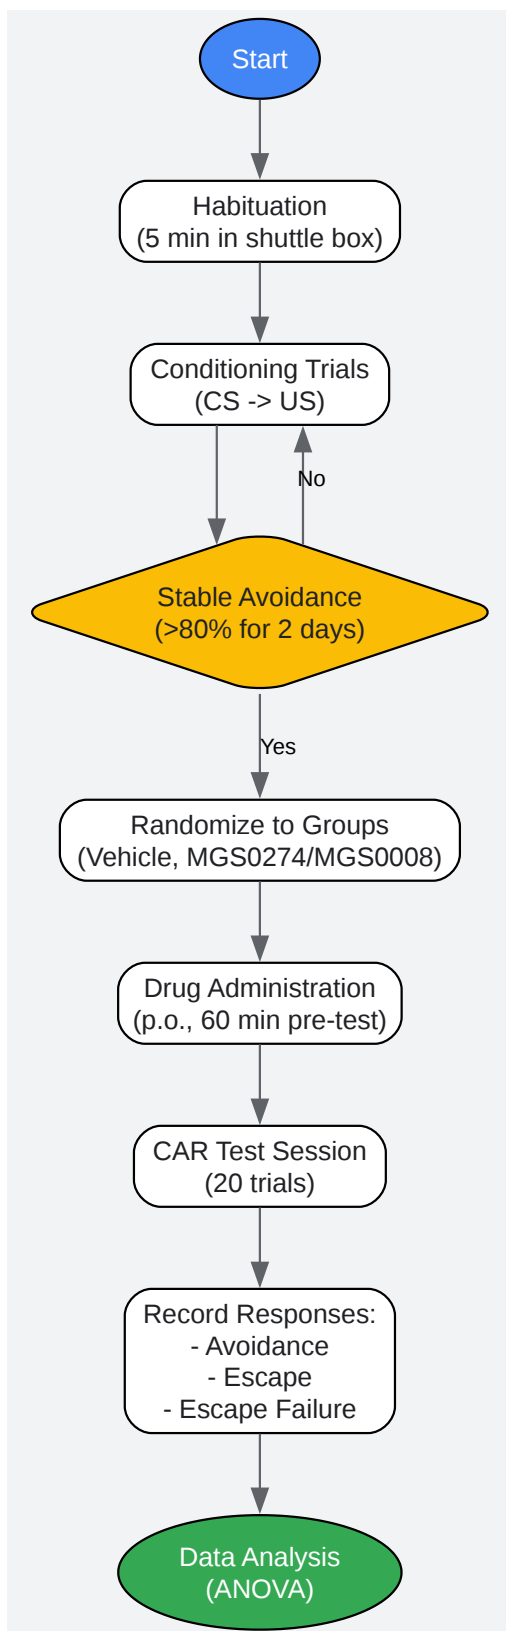 Start
Habituation
(5 min in shuttle box)
Conditioning Trials
(CS -> US)
No
Stable Avoidance
(>80% for 2 days)
Yes
Randomize to Groups
(Vehicle, MGS0274/MGS0008)
Drug Administration
(p.o., 60 min pre-test)
CAR Test Session
(20 trials)
Record Responses:
- Avoidance
- Escape
- Escape Failure
Data Analysis
(ANOVA)